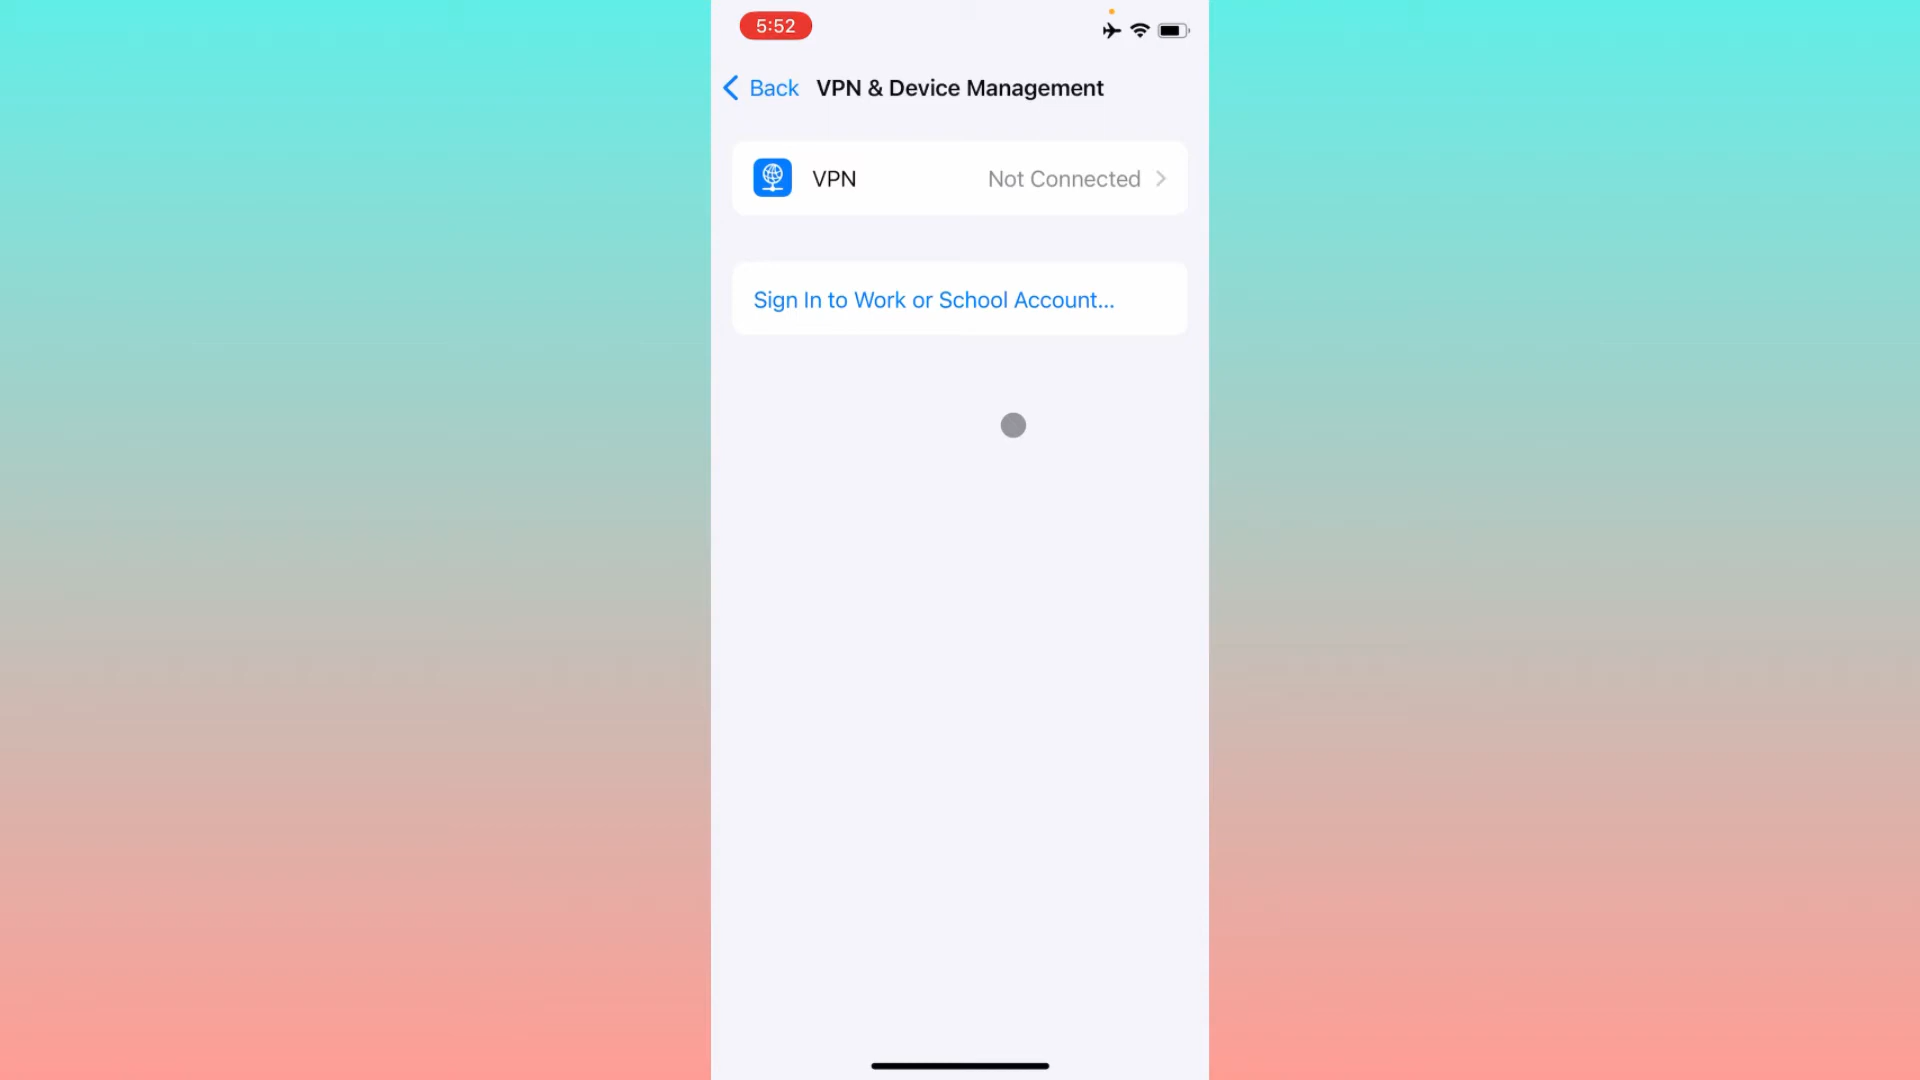 5:52
Back VPN & Device Management
VPN Not Connected
Sign In to Work or School Account...